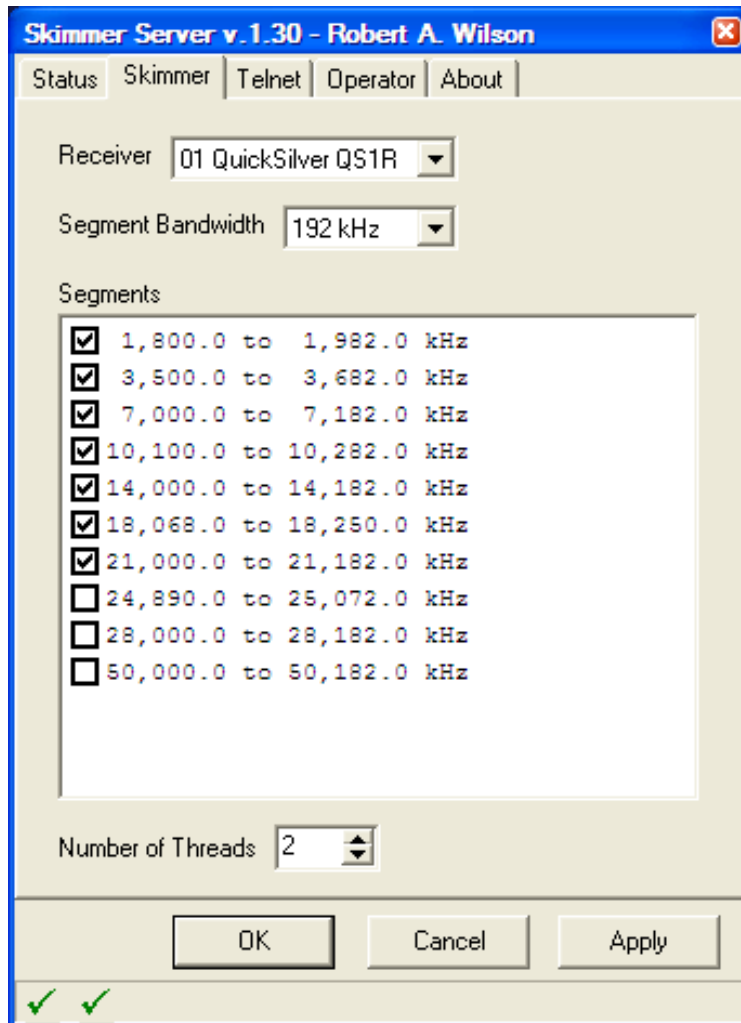 Skimmer Server v.1.30 - Robert A. Wilson
Status Skimmer Telnet Operator About
Receiver 01 QuickSilver QS1R
Segment Bandwidth 192 kHz
Segments
1,800.0 to 1,982.0 kHz
3,500.0 to 3,682.0 kHz
7,000.0 to 7,182.0 kHz
10,100.0 to 10,282.0 kHz
14,000.0 to 14,182.0 kHz
18,068.0 to 18,250.0 kHz
21,000.0 to 21,182.0 kHz
24,890.0 to 25,072.0 kHz
28,000.0 to 28,182.0 kHz
50,000.0 to 50,182.0 kHz
Number of Threads 2
OK Cancel Apply